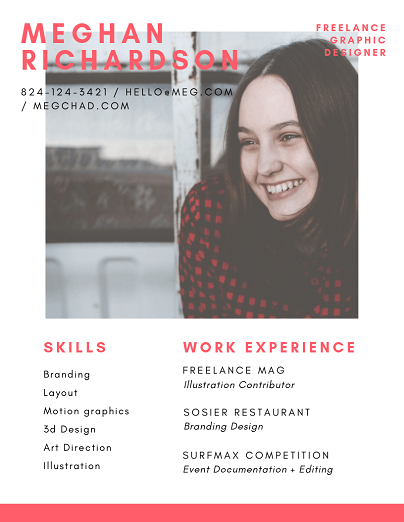 MEGHAN
RICHARDSON
FREELANCE
GRAPHIC
DESIGNER
824-124-3421 / HELLO@MEG.COM
/ MEGCHAD.COM
SKILLS
Branding
Layout
Motion graphics
3d Design
Art Direction
Illustration
WORK EXPERIENCE
FREELANCE MAG
Illustration Contributor
SOSIER RESTAURANT
Branding Design
SURFMAX COMPETITION
Event Documentation + Editing